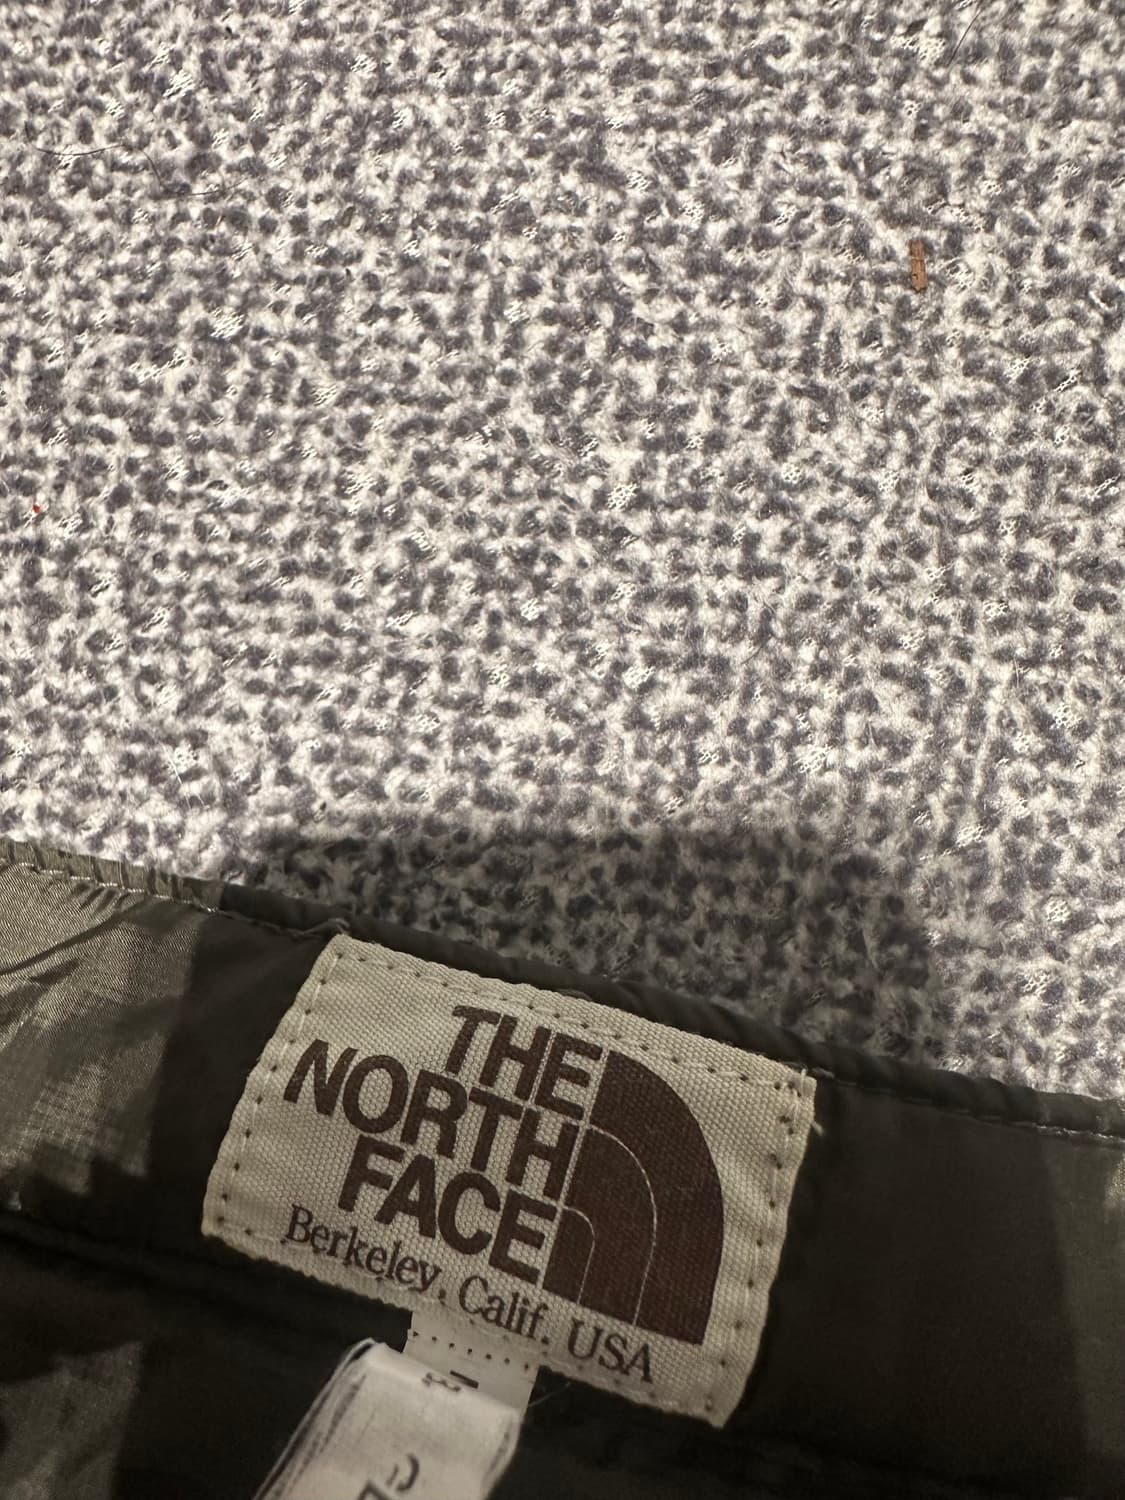 THE
NORTH
FACE
Berkeley, Calif. USA